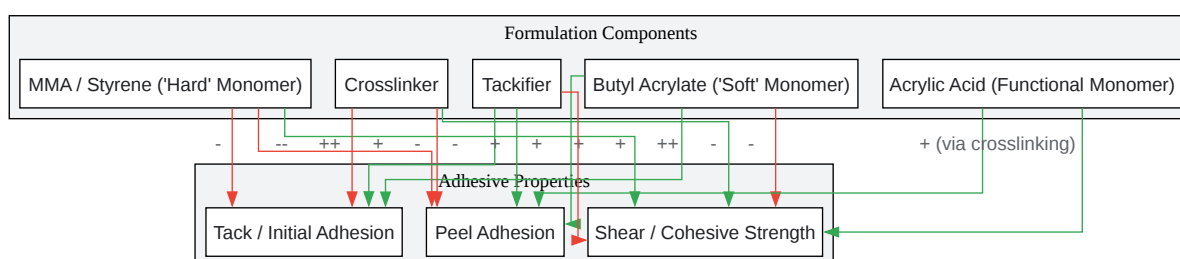 Formulation Components
MMA / Styrene ('Hard' Monomer)
Crosslinker
Tackifier
Butyl Acrylate ('Soft' Monomer)
Acrylic Acid (Functional Monomer)
- -- ++ + - - + + + + ++ - - + (via crosslinking)
Adhesive Properties
Tack / Initial Adhesion
Peel Adhesion
Shear / Cohesive Strength